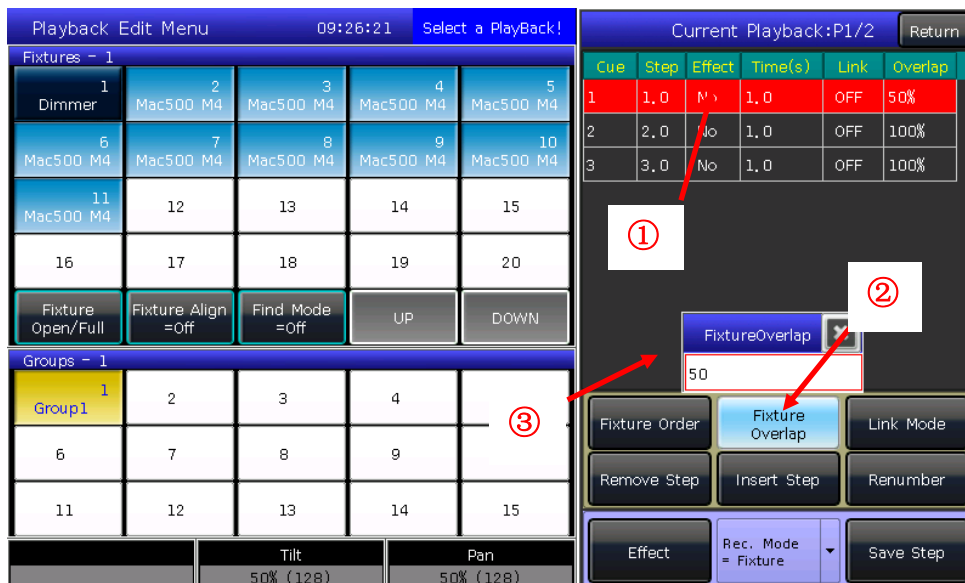 Playback Edit Menu 09:26:21 Select a PlayBack!
Fixtures - 1
1 Dimmer
2 Mac500 M4
3 Mac500 M4
4 Mac500 M4
5 Mac500 M4
6 Mac500 M4
7 Mac500 M4
8 Mac500 M4
9 Mac500 M4
10 Mac500 M4
11 Mac500 M4
12 13 14 15
16 17 18 19 20
Fixture Open/Full
Fixture Align =Off
Find Mode =Off
UP
DOWN
Groups - 1
1 Group1
2 3 4
6 7 8 9
11 12 13 14 15
Tilt Pan
50% (128) 50% (128)
Current Playback:P1/2 Return
Cue Step Effect Time(s) Link Overlap
1 1.0 1.0 OFF 50%
2 2.0 No 1.0 OFF 100%
3 3.0 No 1.0 OFF 100%
①
②
FixtureOverlap
50
③
Fixture Order
Fixture Overlap
Link Mode
Remove Step
Insert Step
Renumber
Effect
Rec. Mode
= Fixture
Save Step